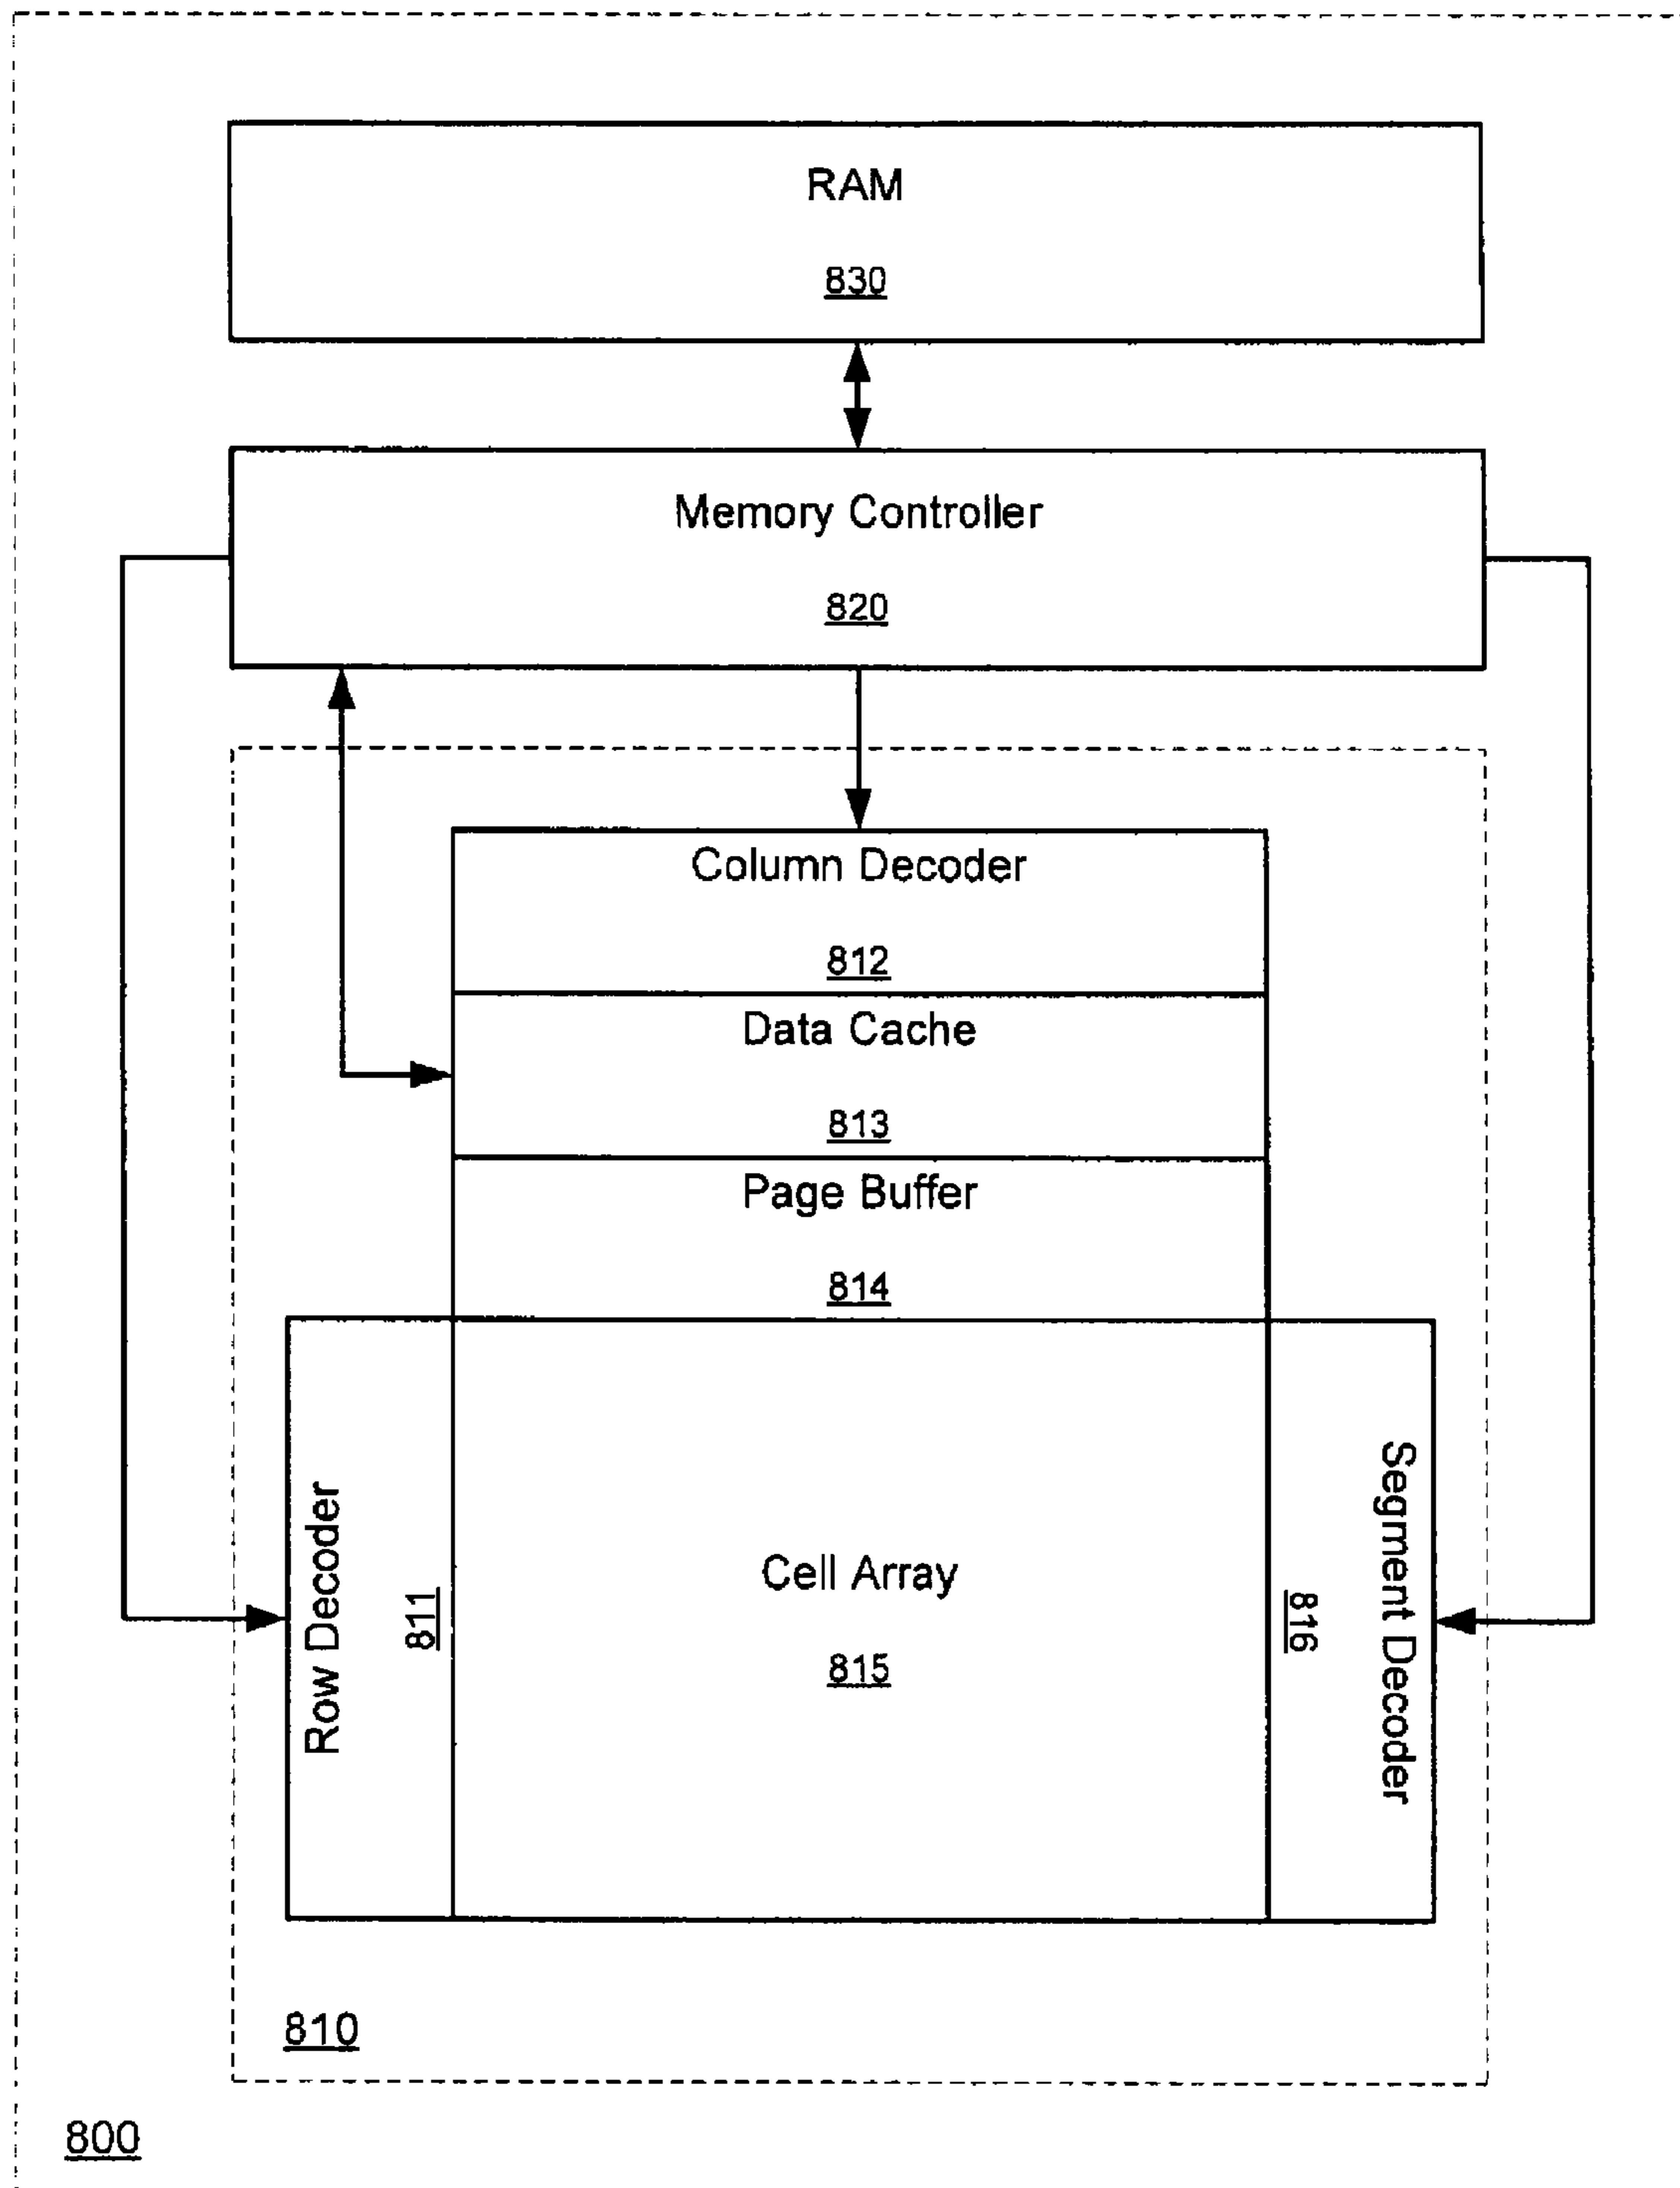 RAM
830
Memory Controller
820
Column Decoder
812
Data Cache
813
Page Buffer
814
Row Decoder
811
Cell Array
815
816
Segment Decoder
810
800